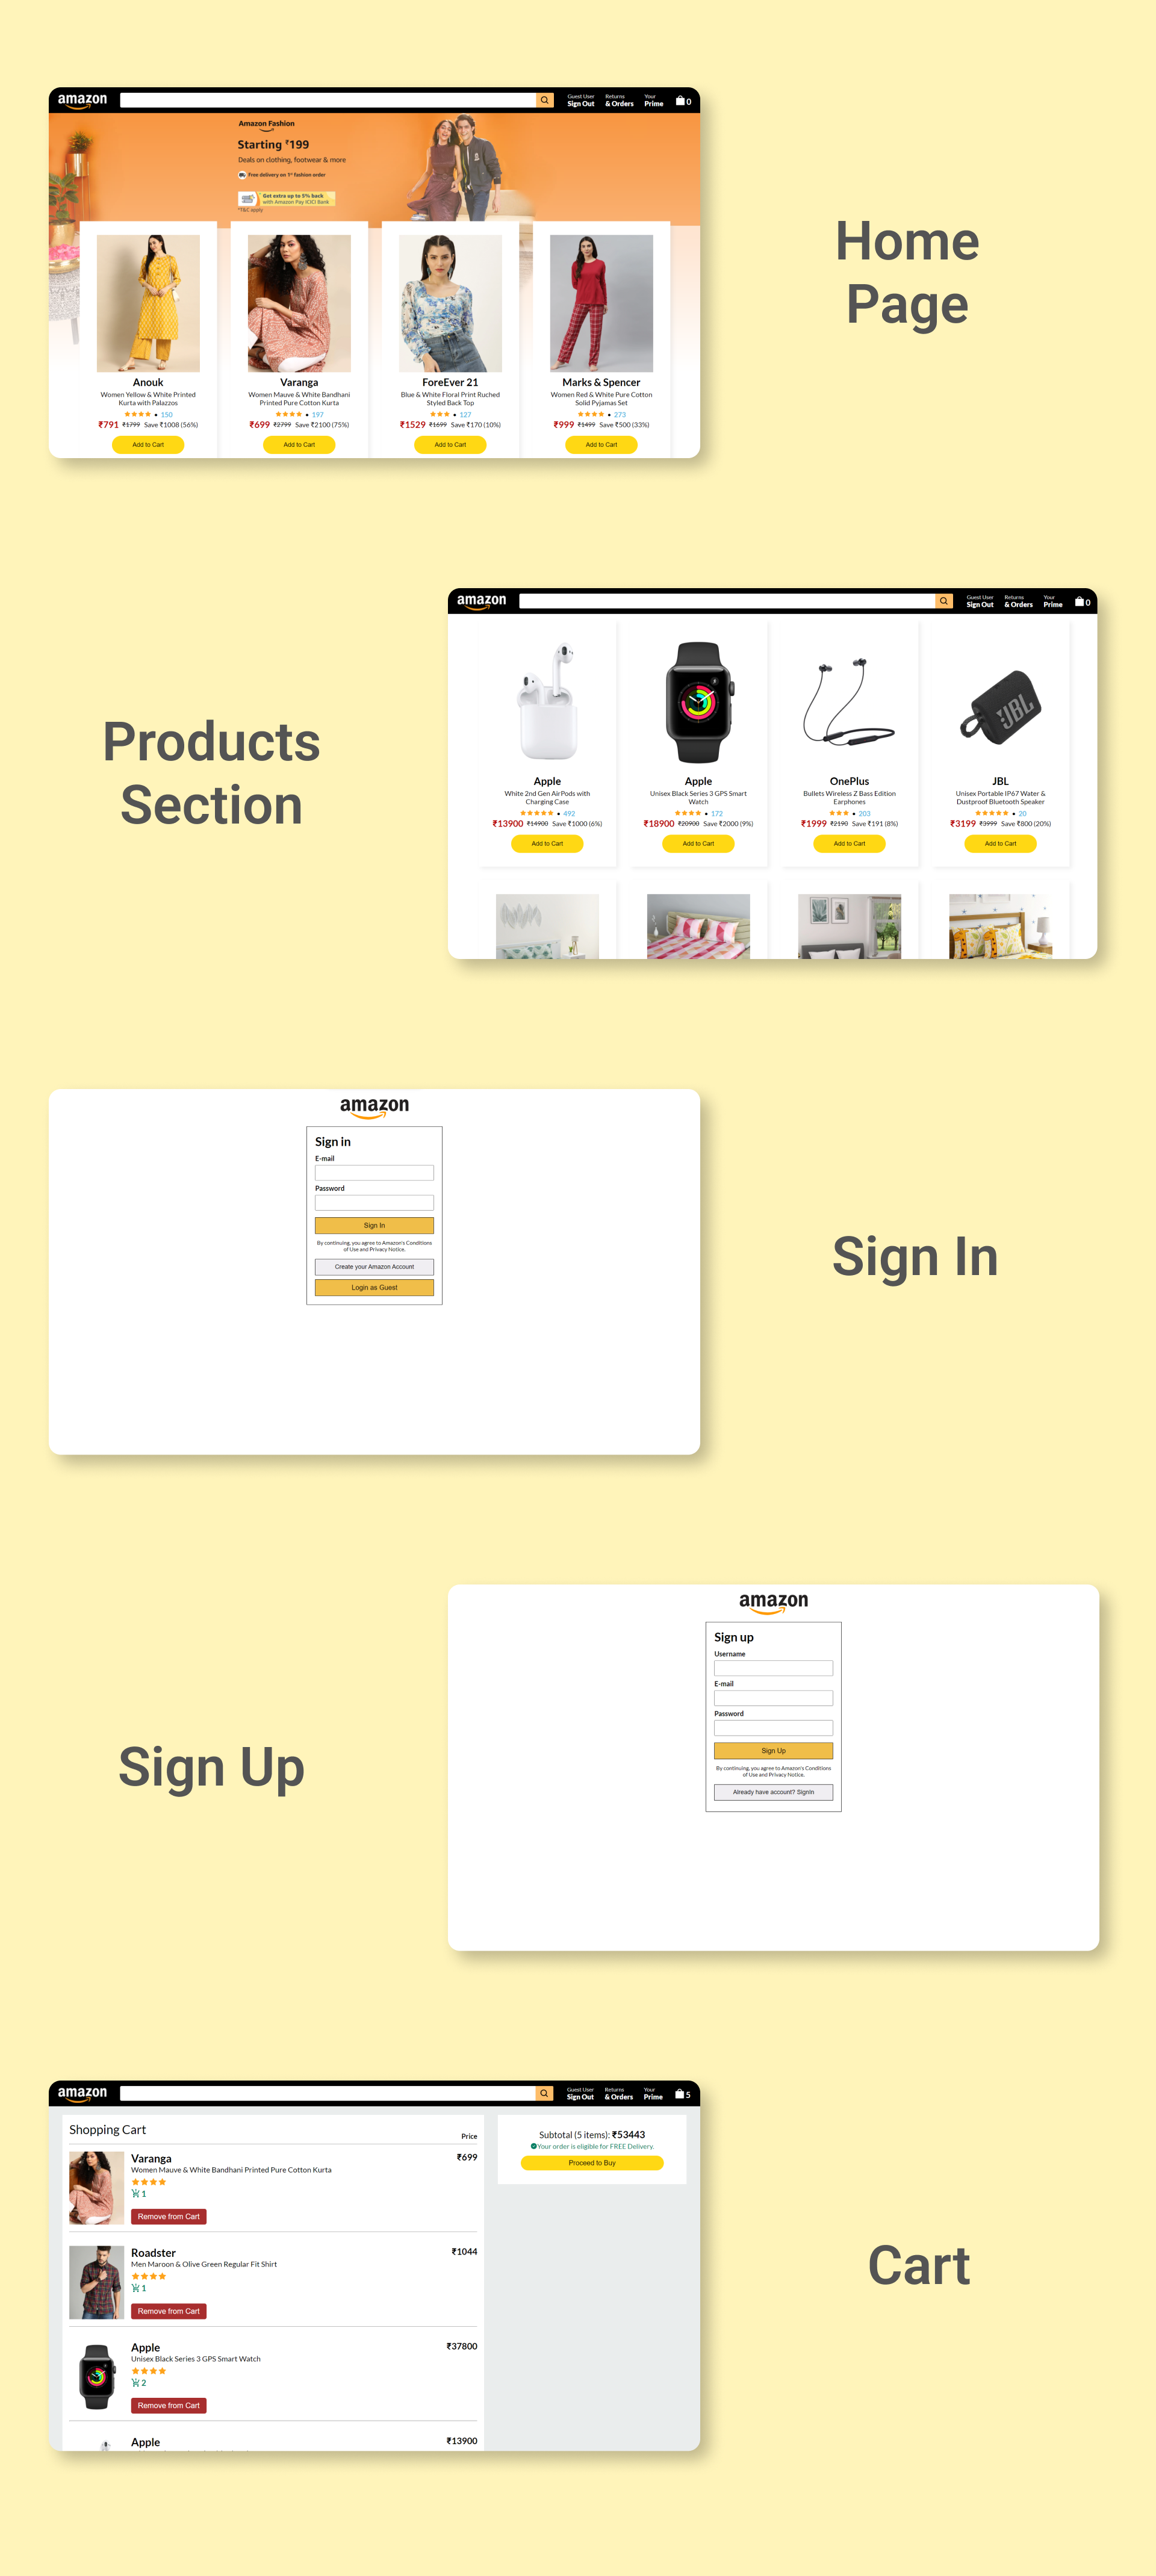 amazon
Guest User
Sign Out
Returns
& Orders
Your
Prime
0
Amazon Fashion
Starting ₹199
Deals on clothing, footwear & more
Free delivery on 1st fashion order
Get extra up to 5% back
with Amazon Pay ICICI Bank
*T&C apply
Anouk
Women Yellow & White Printed
Kurta with Palazzos
• 150
₹791 ₹1799 Save ₹1008 (56%)
Add to Cart
Varanga
Women Mauve & White Bandhani
Printed Pure Cotton Kurta
• 197
₹699 ₹2799 Save ₹2100 (75%)
Add to Cart
ForeEver 21
Blue & White Floral Print Ruched
Styled Back Top
• 127
₹1529 ₹1699 Save ₹170 (10%)
Add to Cart
Marks & Spencer
Women Red & White Pure Cotton
Solid Pyjamas Set
• 273
₹999 ₹1499 Save ₹500 (33%)
Add to Cart
Home
Page
Products
Section
amazon
Guest User
Sign Out
Returns
& Orders
Your
Prime
0
Apple
White 2nd Gen AirPods with
Charging Case
• 492
₹13900 ₹14900 Save ₹1000 (6%)
Add to Cart
Apple
Unisex Black Series 3 GPS Smart
Watch
• 172
₹18900 ₹20900 Save ₹2000 (9%)
Add to Cart
OnePlus
Bullets Wireless Z Bass Edition
Earphones
• 203
₹1999 ₹2190 Save ₹191 (8%)
Add to Cart
JBL
JBL
Unisex Portable IP67 Water &
Dustproof Bluetooth Speaker
• 20
₹3199 ₹3999 Save ₹800 (20%)
Add to Cart
amazon
Sign in
E-mail
Password
Sign In
By continuing, you agree to Amazon's Conditions
of Use and Privacy Notice.
Create your Amazon Account
Login as Guest
Sign In
Sign Up
amazon
Sign up
Username
E-mail
Password
Sign Up
By continuing, you agree to Amazon's Conditions
of Use and Privacy Notice.
Already have account? SignIn
amazon
Guest User
Sign Out
Returns
& Orders
Your
Prime
5
Shopping Cart
Price
Varanga
₹699
Women Mauve & White Bandhani Printed Pure Cotton Kurta
1
Remove from Cart
Roadster
₹1044
Men Maroon & Olive Green Regular Fit Shirt
1
Remove from Cart
Apple
₹37800
Unisex Black Series 3 GPS Smart Watch
2
Remove from Cart
Apple
₹13900
Subtotal (5 items): ₹53443
Your order is eligible for FREE Delivery.
Proceed to Buy
Cart